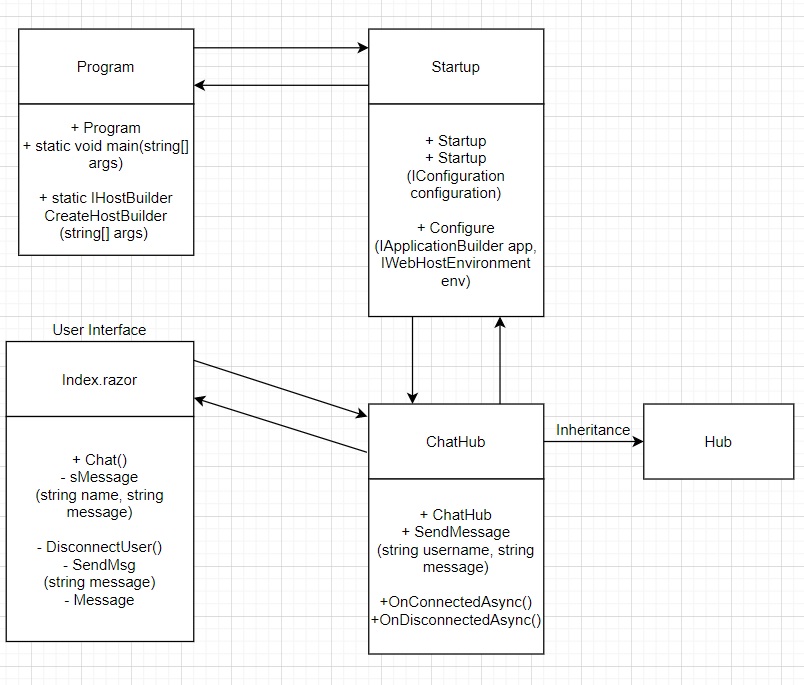 Program
+ Program
+ static void main(string[]
args)
+ static IHostBuilder
CreateHostBuilder
(string[] args)
Startup
+ Startup
+ Startup
(IConfiguration
configuration)
+ Configure
(IApplicationBuilder app,
IWebHostEnvironment
env)
User Interface
Index.razor
+ Chat()
- sMessage
(string name, string
message)
- DisconnectUser()
- SendMsg
(string message)
- Message
ChatHub
+ ChatHub
+ SendMessage
(string username, string
message)
+OnConnectedAsync()
+OnDisconnectedAsync()
Inheritance
Hub